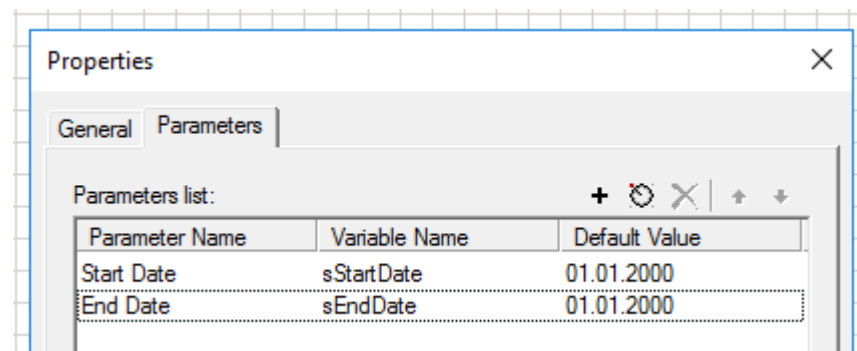 Properties
General Parameters
Parameters list:
Parameter Name Variable Name Default Value
Start Date sStartDate 01.01.2000
End Date sEndDate 01.01.2000